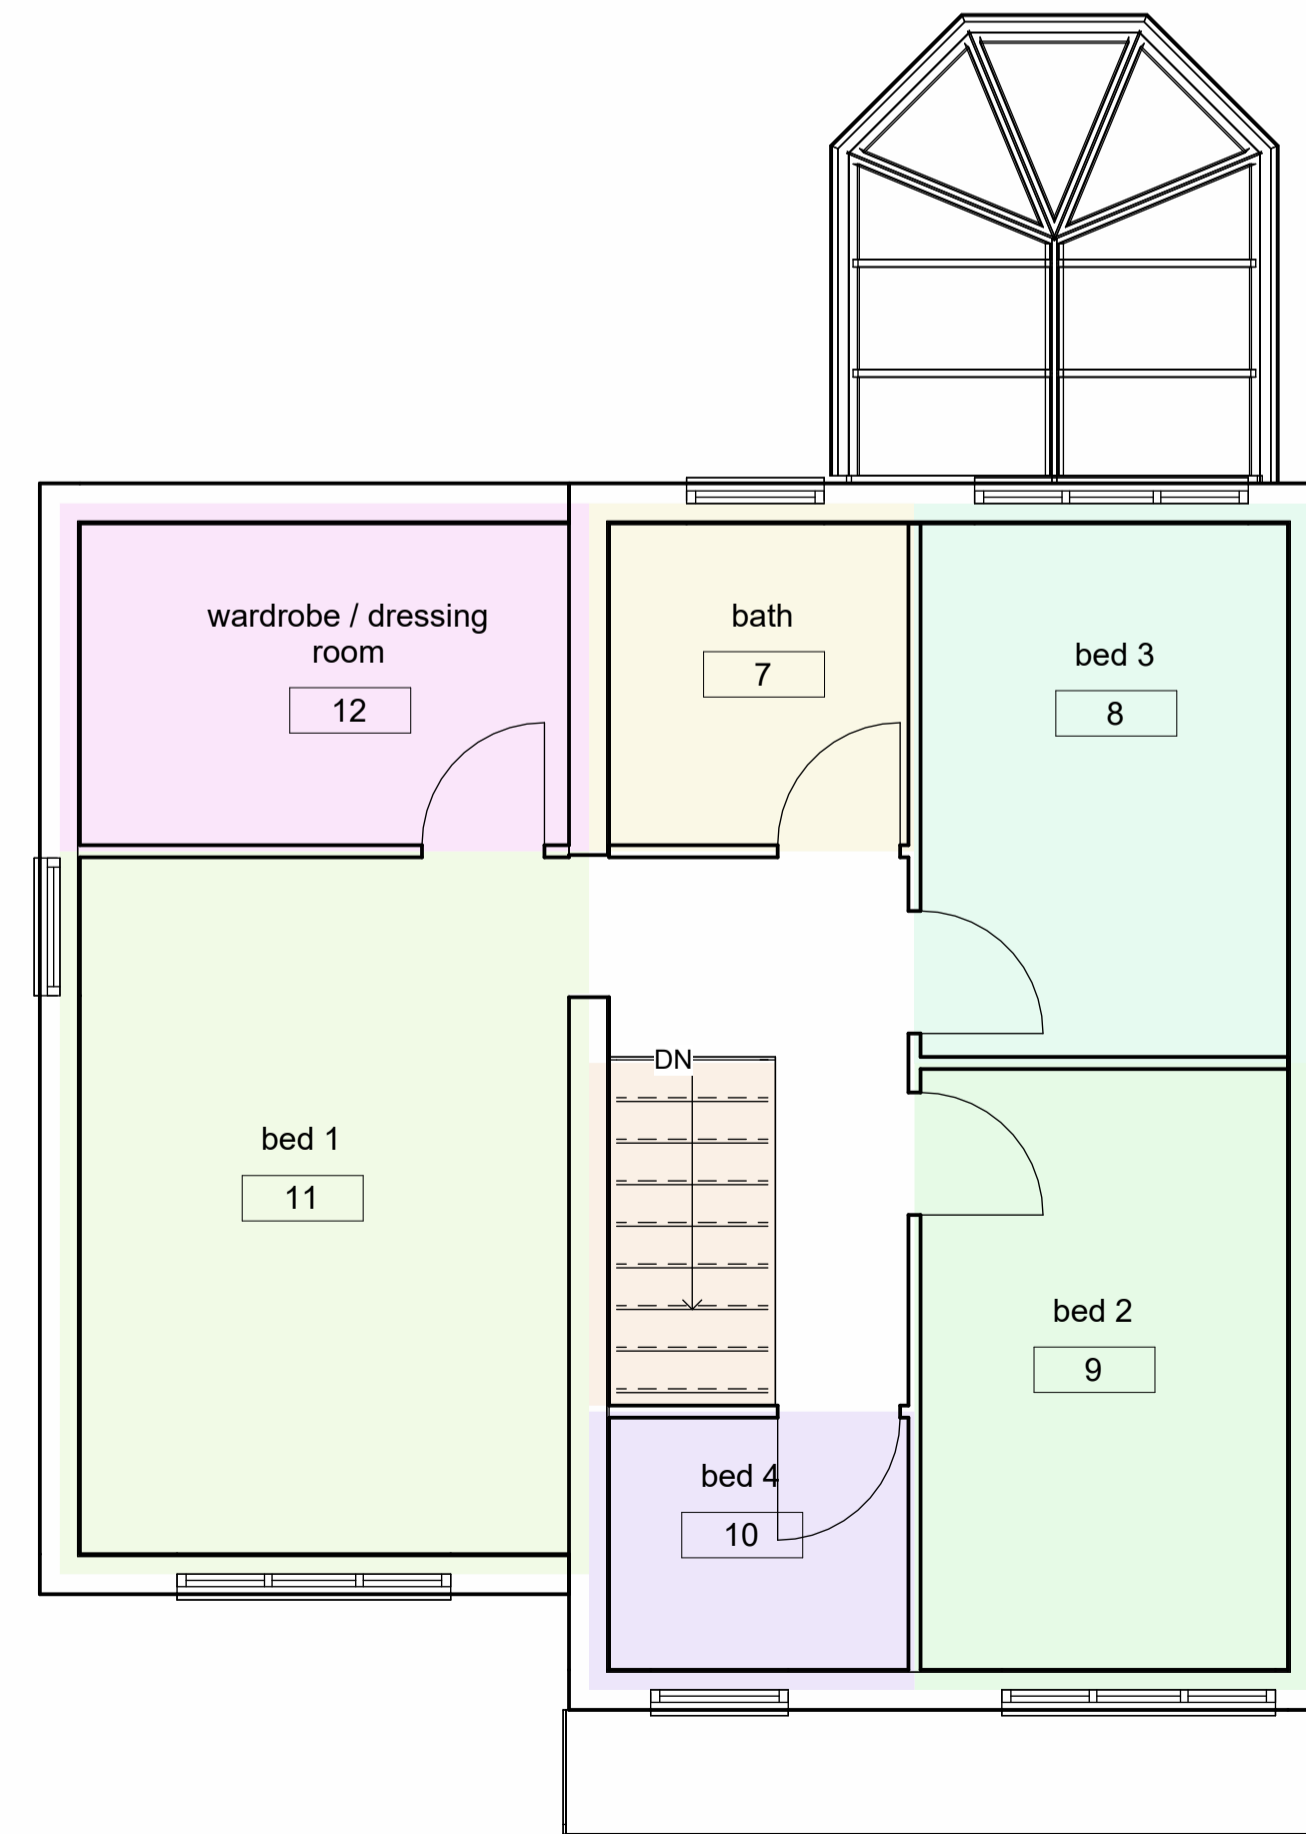 wardrobe / dressing
room
12
bath
7
bed 3
8
DN
bed 1
11
bed 2
9
bed 4
10